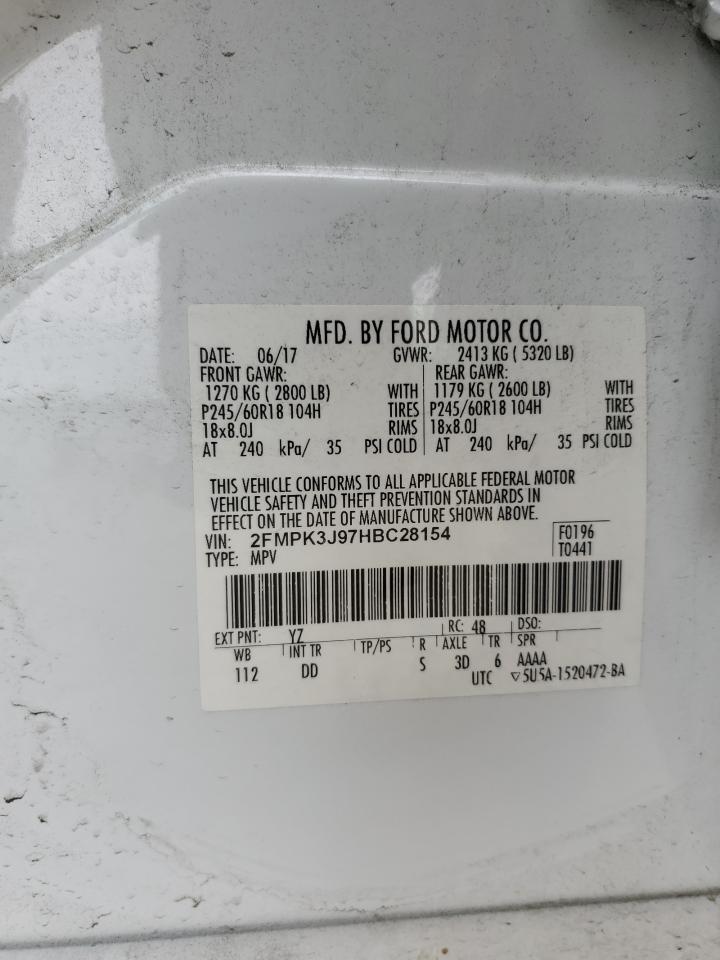 MFD. BY FORD MOTOR CO.
DATE: 06/17 GVWR: 2413 KG ( 5320 LB)
FRONT GAWR: REAR GAWR:
1270 KG ( 2800 LB) WITH 1179 KG ( 2600 LB) WITH
P245/60R18 104H TIRES P245/60R18 104H TIRES
18x8.0J RIMS 18x8.0J RIMS
AT 240 kPa/ 35 PSI COLD AT 240 kPa/ 35 PSI COLD
THIS VEHICLE CONFORMS TO ALL APPLICABLE FEDERAL MOTOR
VEHICLE SAFETY AND THEFT PREVENTION STANDARDS IN
EFFECT ON THE DATE OF MANUFACTURE SHOWN ABOVE.
VIN: 2FMPK3J97HBC28154 F0196
TYPE: MPV T0441
EXT PNT: YZ RC: 48 DSO:
WB INT TR TP/PS R AXLE TR SPR
112 DD S 3D 6 AAAA
UTC ▽5U5A-1520472-BA